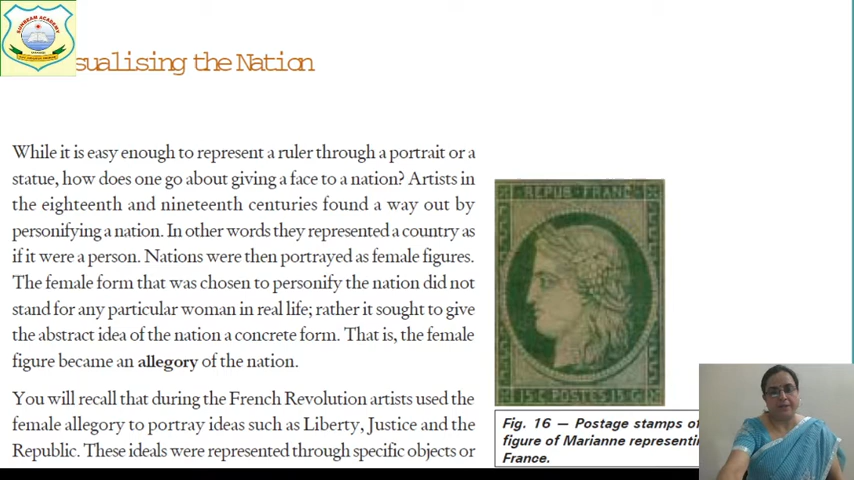 SUNBEAM ACADEMY
sualising the Nation
While it is easy enough to represent a ruler through a portrait or a
statue, how does one go about giving a face to a nation? Artists in
the eighteenth and nineteenth centuries found a way out by
personifying a nation. In other words they represented a country as
if it were a person. Nations were then portrayed as female figures.
The female form that was chosen to personify the nation did not
stand for any particular woman in real life; rather it sought to give
the abstract idea of the nation a concrete form. That is, the female
figure became an allegory of the nation.
You will recall that during the French Revolution artists used the
female allegory to portray ideas such as Liberty, Justice and the
Republic. These ideals were represented through specific objects or
REPUB · FRANC
15 C POSTES 15 C
Fig. 16 — Postage stamps of
figure of Marianne representi
France.